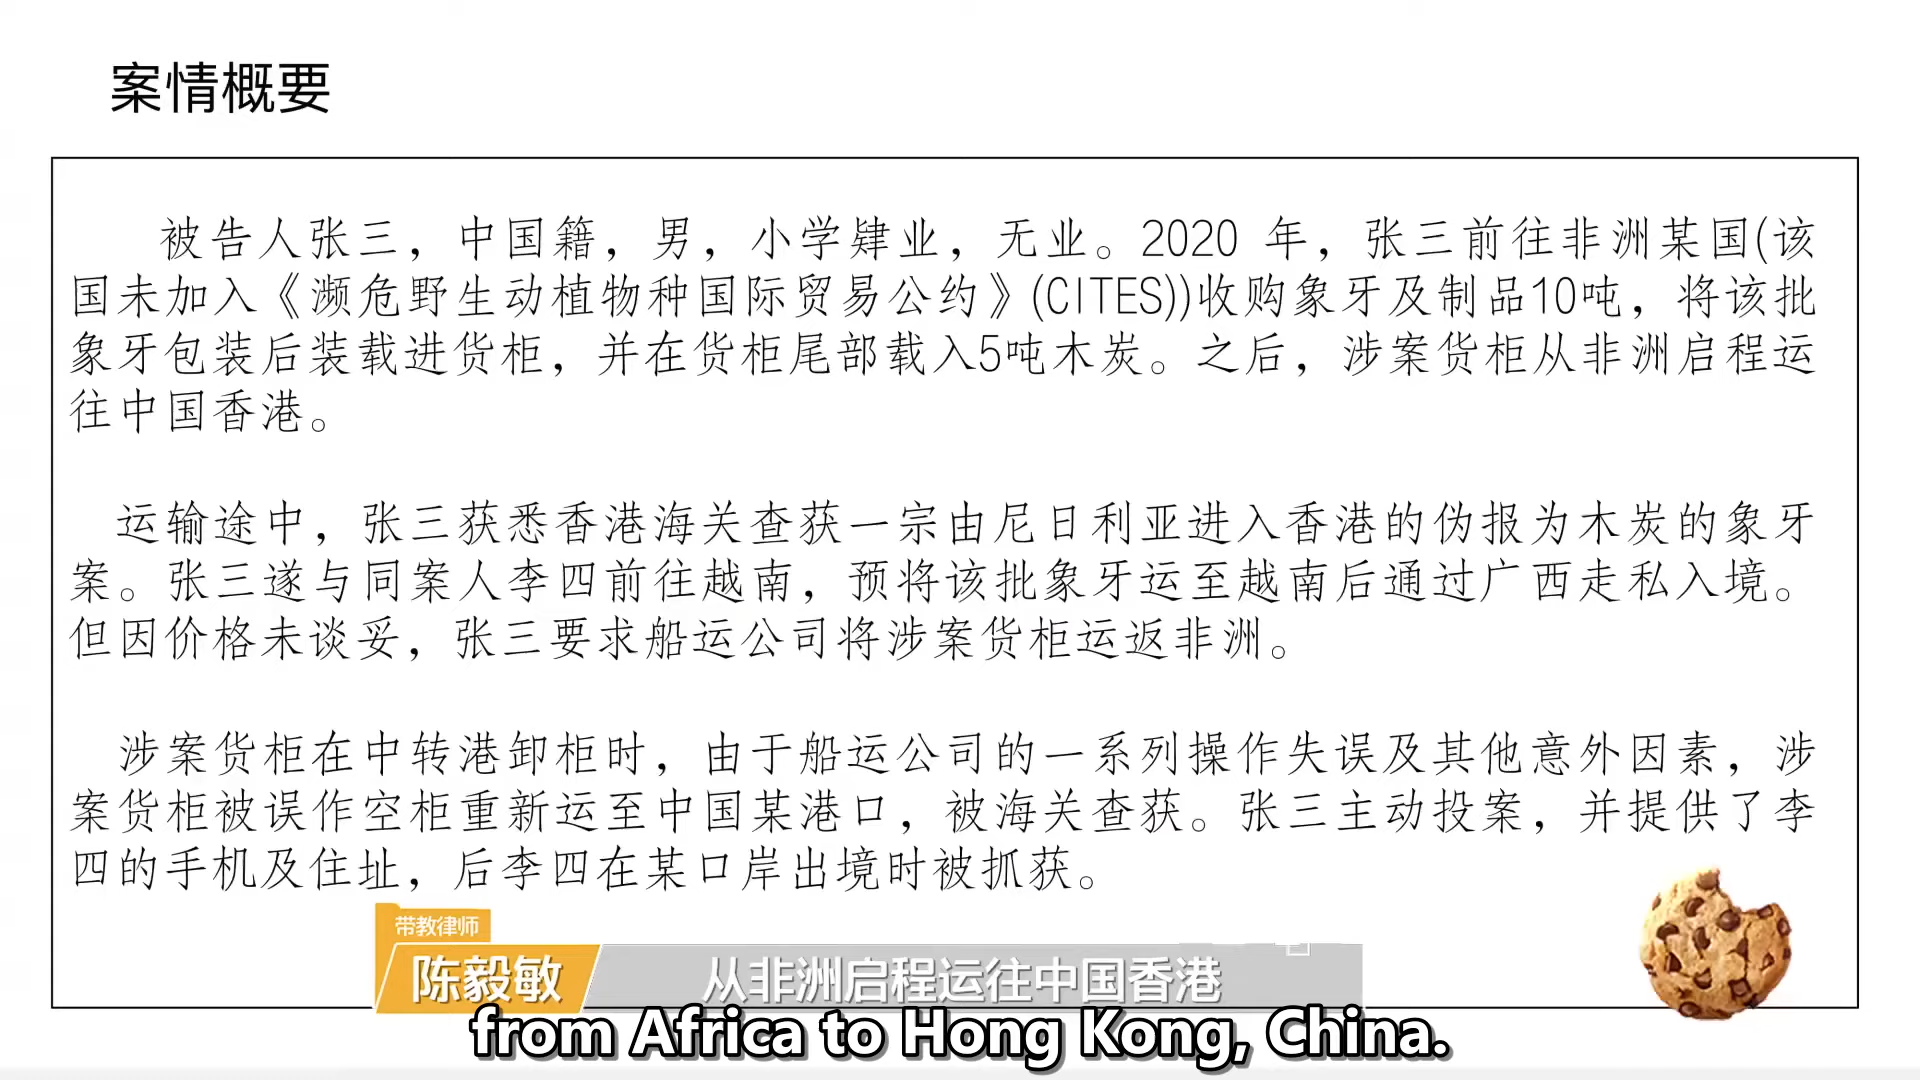 案情概要
被告人张三，中国籍，男，小学肄业，无业。2020 年，张三前往非洲某国(该
国未加入《濒危野生动植物种国际贸易公约》(CITES))收购象牙及制品10吨，将该批
象牙包装后装载进货柜，并在货柜尾部载入5吨木炭。之后，涉案货柜从非洲启程运
往中国香港。
运输途中，张三获悉香港海关查获一宗由尼日利亚进入香港的伪报为木炭的象牙
案。张三遂与同案人李四前往越南，预将该批象牙运至越南后通过广西走私入境。
但因价格未谈妥，张三要求船运公司将涉案货柜运返非洲。
涉案货柜在中转港卸柜时，由于船运公司的一系列操作失误及其他意外因素，涉
案货柜被误作空柜重新运至中国某港口，被海关查获。张三主动投案，并提供了李
四的手机及住址，后李四在某口岸出境时被抓获。
带教律师
陈毅敏
从非洲启程运往中国香港
from Africa to Hong Kong, China.